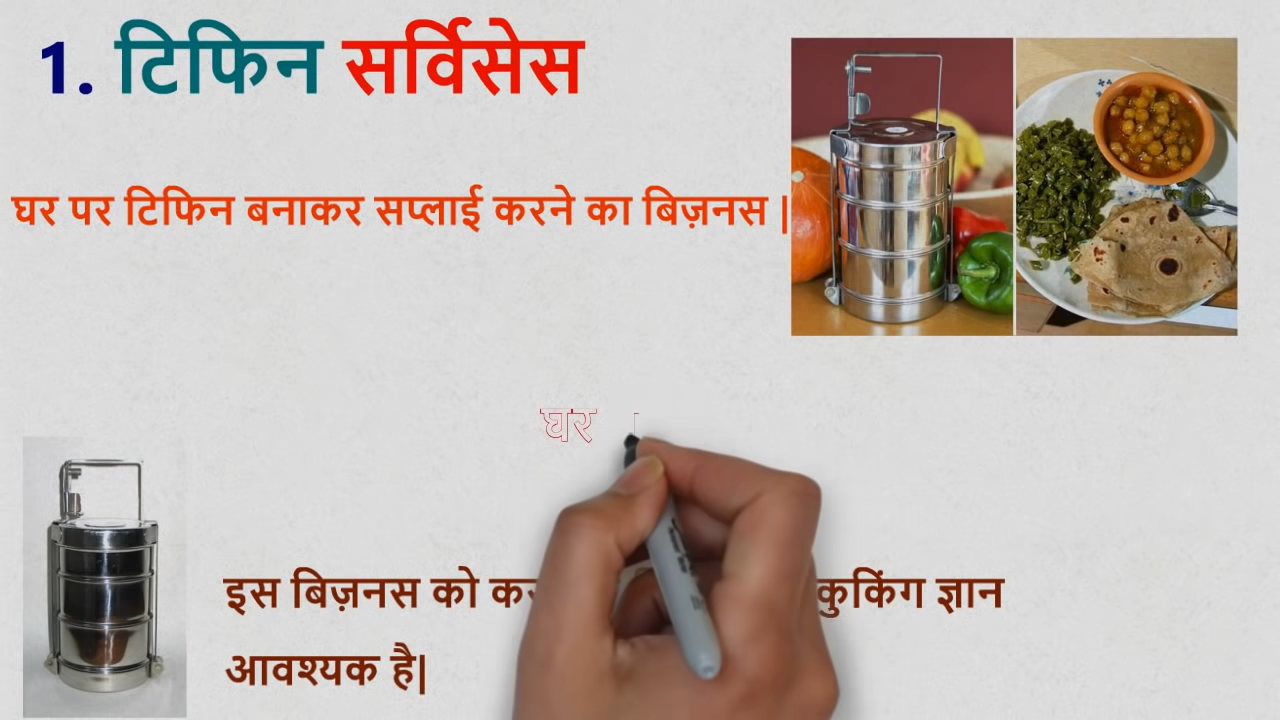 1. टिफिन सर्विसेस
घर पर टिफिन बनाकर सप्लाई करने का बिज़नस |
घर
इस बिज़नस को कुकिंग ज्ञान
आवश्यक है|